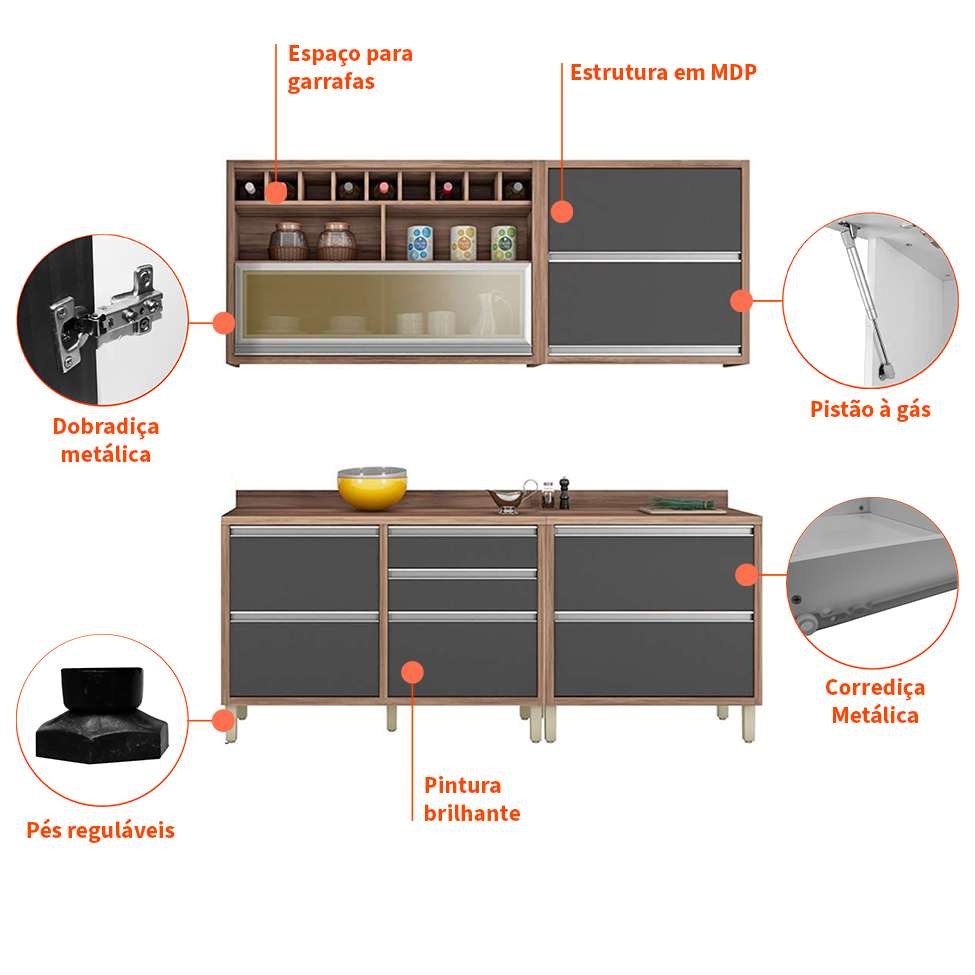 Espaço para
garrafas
Estrutura em MDP
Dobradiça
metálica
Pistão à gás
Corrediça
Metálica
Pintura
brilhante
Pés reguláveis